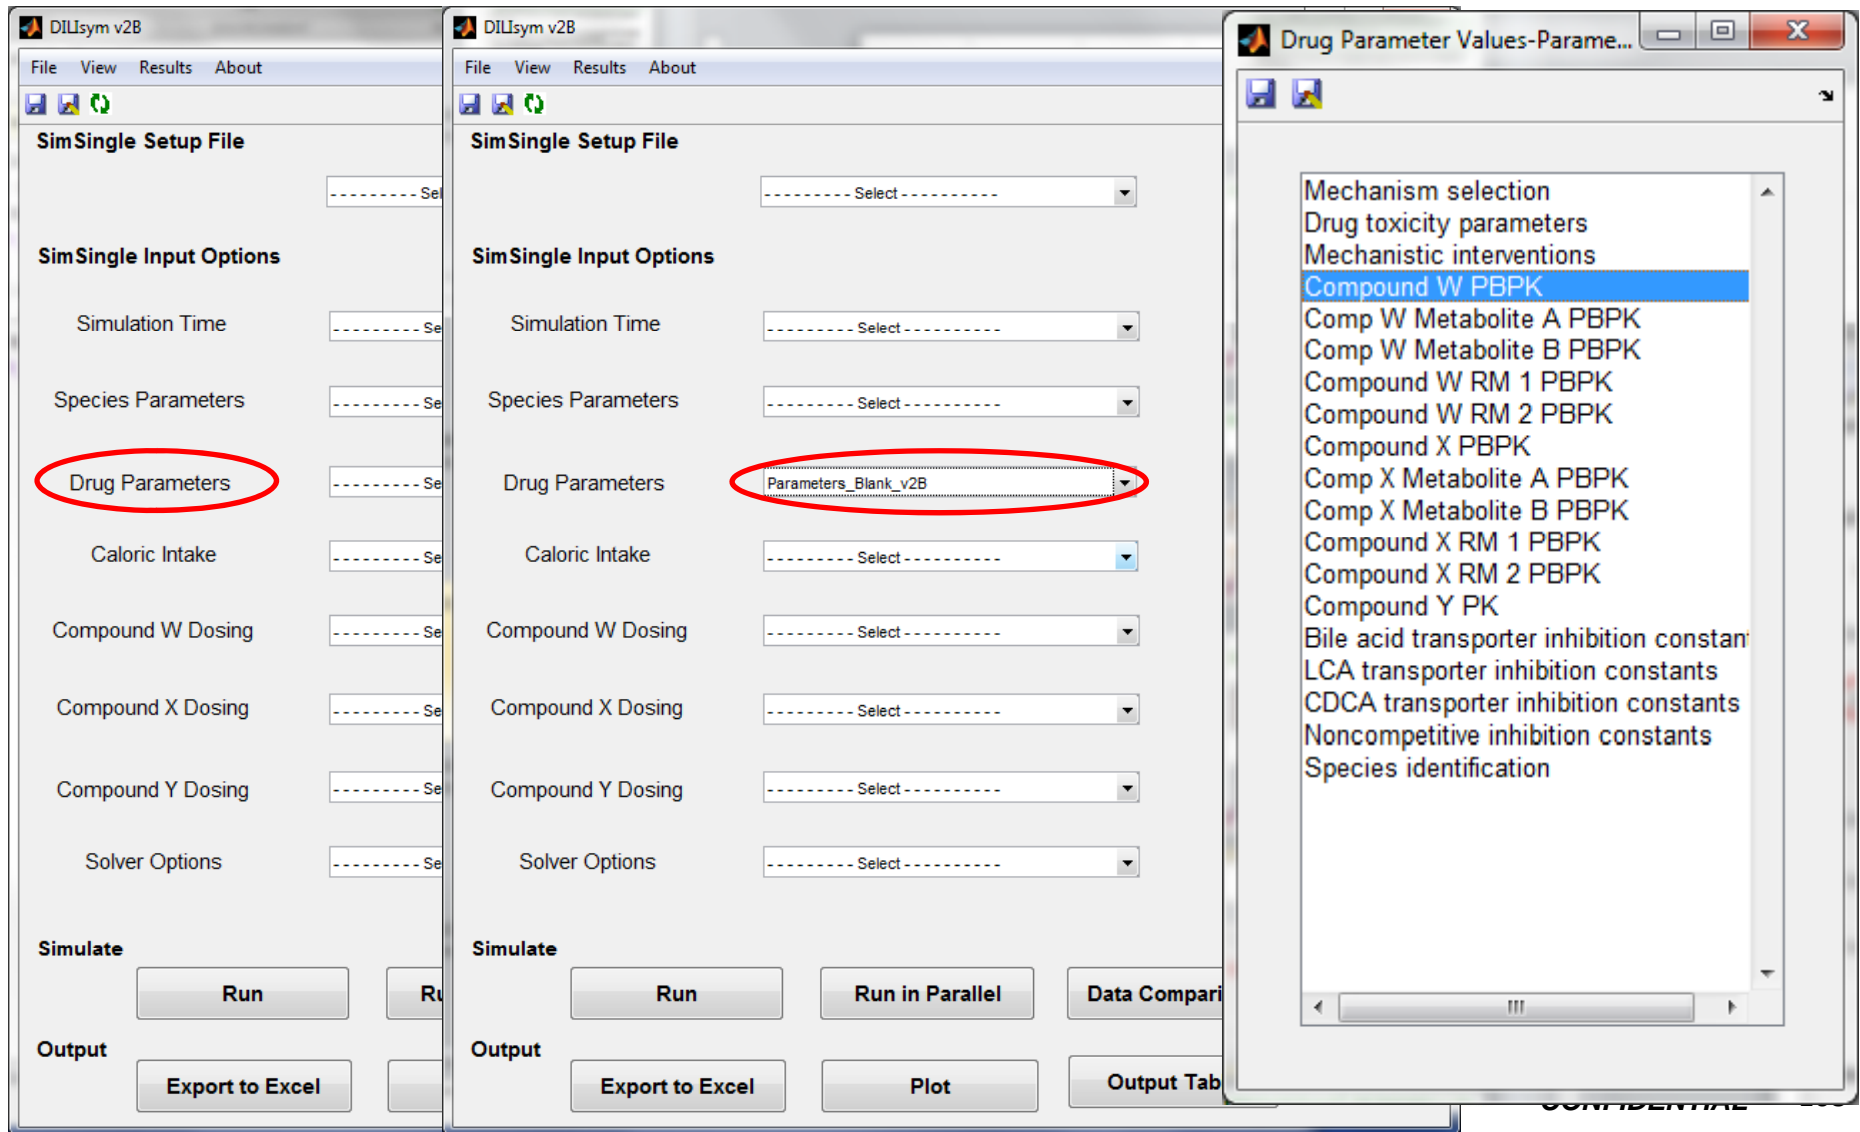 DILIsym v2B
File View Results About
SimSingle Setup File
- - - - - - - - - Sel
SimSingle Input Options
Simulation Time
- - - - - - - - - Se
Species Parameters
- - - - - - - - - Se
Drug Parameters
- - - - - - - - - Se
Caloric Intake
- - - - - - - - - Se
Compound W Dosing
- - - - - - - - - Se
Compound X Dosing
- - - - - - - - - Se
Compound Y Dosing
- - - - - - - - - Se
Solver Options
- - - - - - - - - Se
Simulate
Run Ru
Output
Export to Excel
DILIsym v2B
File View Results About
SimSingle Setup File
- - - - - - - - - Select - - - - - - - - - -
SimSingle Input Options
Simulation Time
- - - - - - - - - Select - - - - - - - - - -
Species Parameters
- - - - - - - - - Select - - - - - - - - - -
Drug Parameters
Parameters_Blank_v2B
Caloric Intake
- - - - - - - - - Select - - - - - - - - - -
Compound W Dosing
- - - - - - - - - Select - - - - - - - - - -
Compound X Dosing
- - - - - - - - - Select - - - - - - - - - -
Compound Y Dosing
- - - - - - - - - Select - - - - - - - - - -
Solver Options
- - - - - - - - - Select - - - - - - - - - -
Simulate
Run Run in Parallel Data Compari
Output
Export to Excel Plot Output Tab
Drug Parameter Values-Parame...
Mechanism selection
Drug toxicity parameters
Mechanistic interventions
Compound W PBPK
Comp W Metabolite A PBPK
Comp W Metabolite B PBPK
Compound W RM 1 PBPK
Compound W RM 2 PBPK
Compound X PBPK
Comp X Metabolite A PBPK
Comp X Metabolite B PBPK
Compound X RM 1 PBPK
Compound X RM 2 PBPK
Compound Y PK
Bile acid transporter inhibition constan
LCA transporter inhibition constants
CDCA transporter inhibition constants
Noncompetitive inhibition constants
Species identification
CONFIDENTIAL